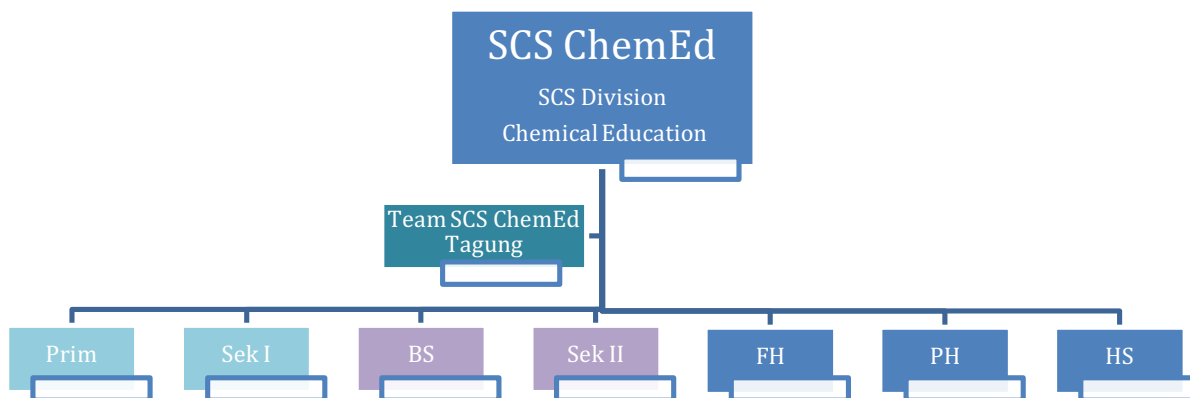 SCS ChemEd
SCS Division
Chemical Education
Team SCS ChemEd
Tagung
Prim
Sek I
BS
Sek II
FH
PH
HS